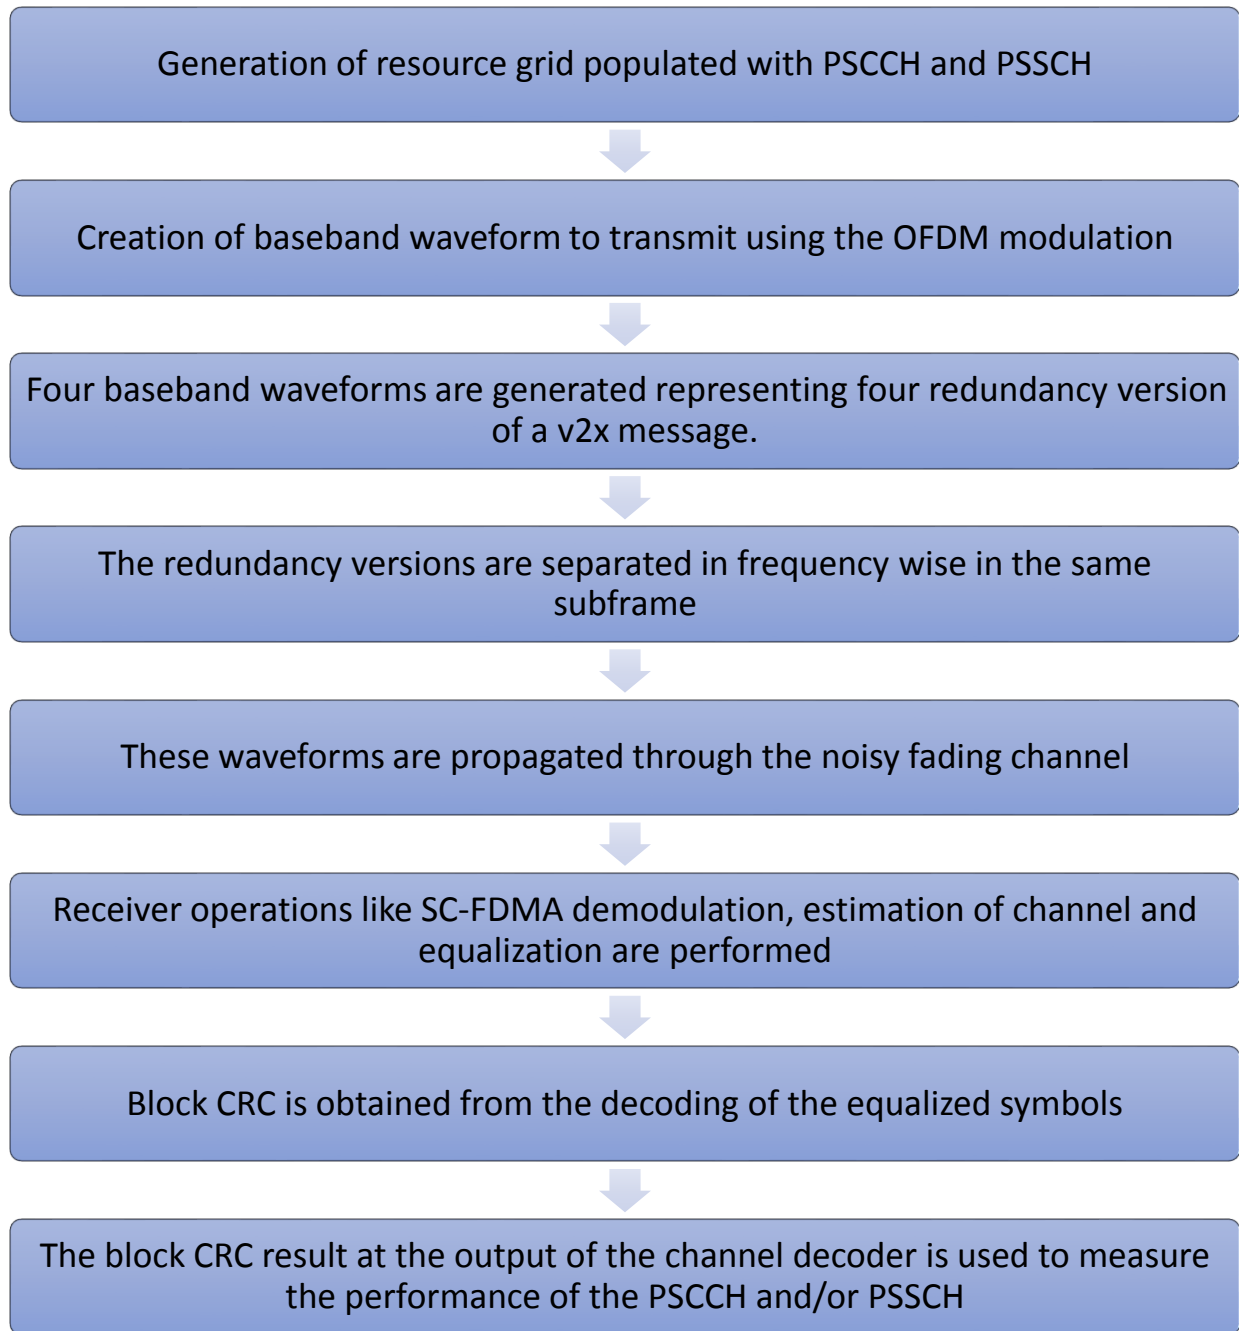 Generation of resource grid populated with PSCCH and PSSCH
Creation of baseband waveform to transmit using the OFDM modulation
Four baseband waveforms are generated representing four redundancy version
of a v2x message.
The redundancy versions are separated in frequency wise in the same
subframe
These waveforms are propagated through the noisy fading channel
Receiver operations like SC-FDMA demodulation, estimation of channel and
equalization are performed
Block CRC is obtained from the decoding of the equalized symbols
The block CRC result at the output of the channel decoder is used to measure
the performance of the PSCCH and/or PSSCH